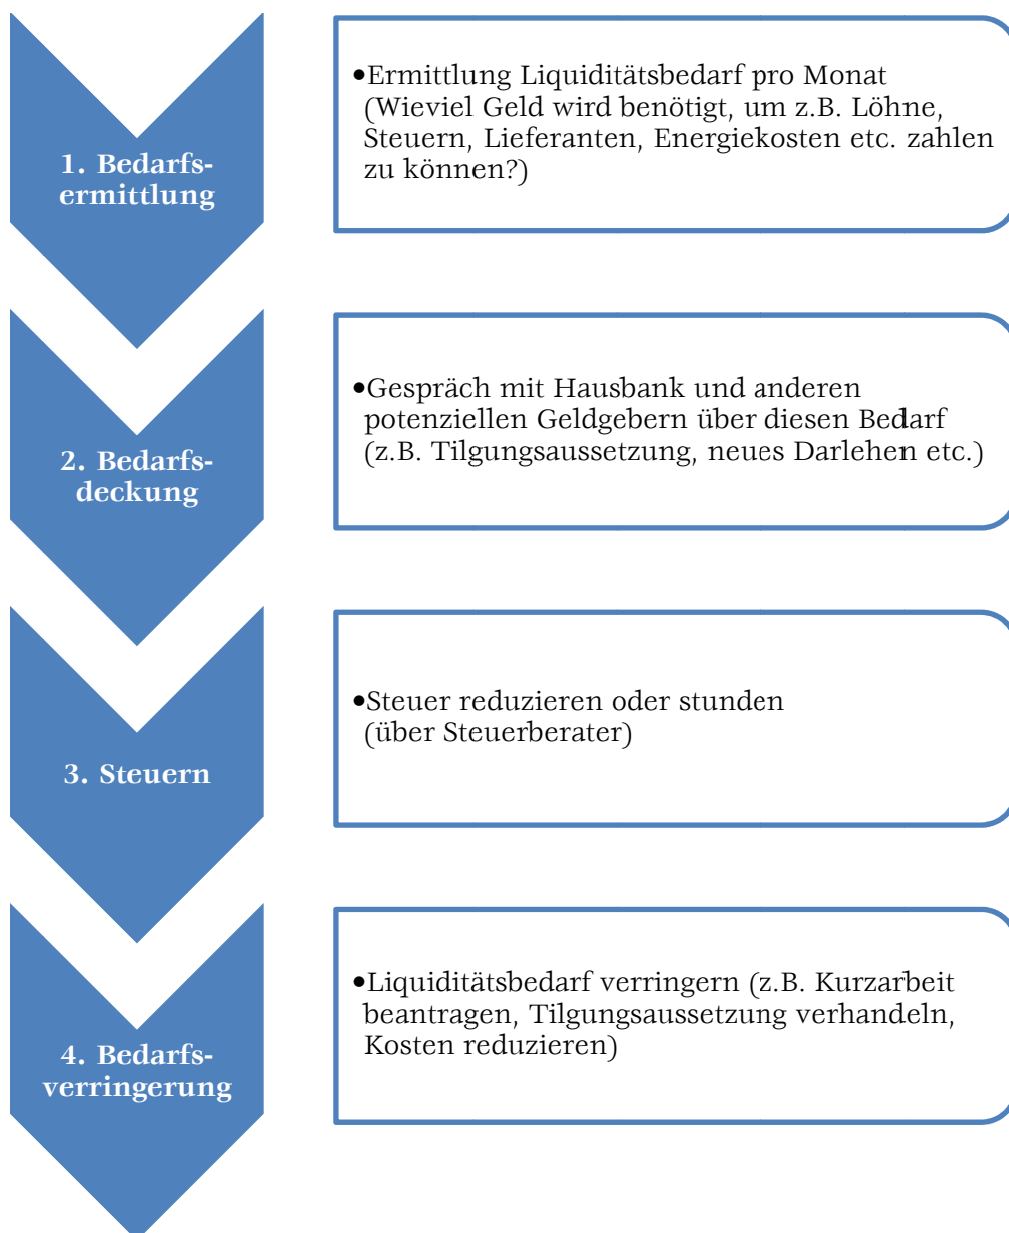 1. Bedarfs-
ermittlung
•Ermittlung Liquiditätsbedarf pro Monat
(Wieviel Geld wird benötigt, um z.B. Löhne,
Steuern, Lieferanten, Energiekosten etc. zahlen
zu können?)
2. Bedarfs-
deckung
•Gespräch mit Hausbank und anderen
potenziellen Geldgebern über diesen Bedarf
(z.B. Tilgungsaussetzung, neues Darlehen etc.)
3. Steuern
•Steuer reduzieren oder stunden
(über Steuerberater)
4. Bedarfs-
verringerung
•Liquiditätsbedarf verringern (z.B. Kurzarbeit
beantragen, Tilgungsaussetzung verhandeln,
Kosten reduzieren)